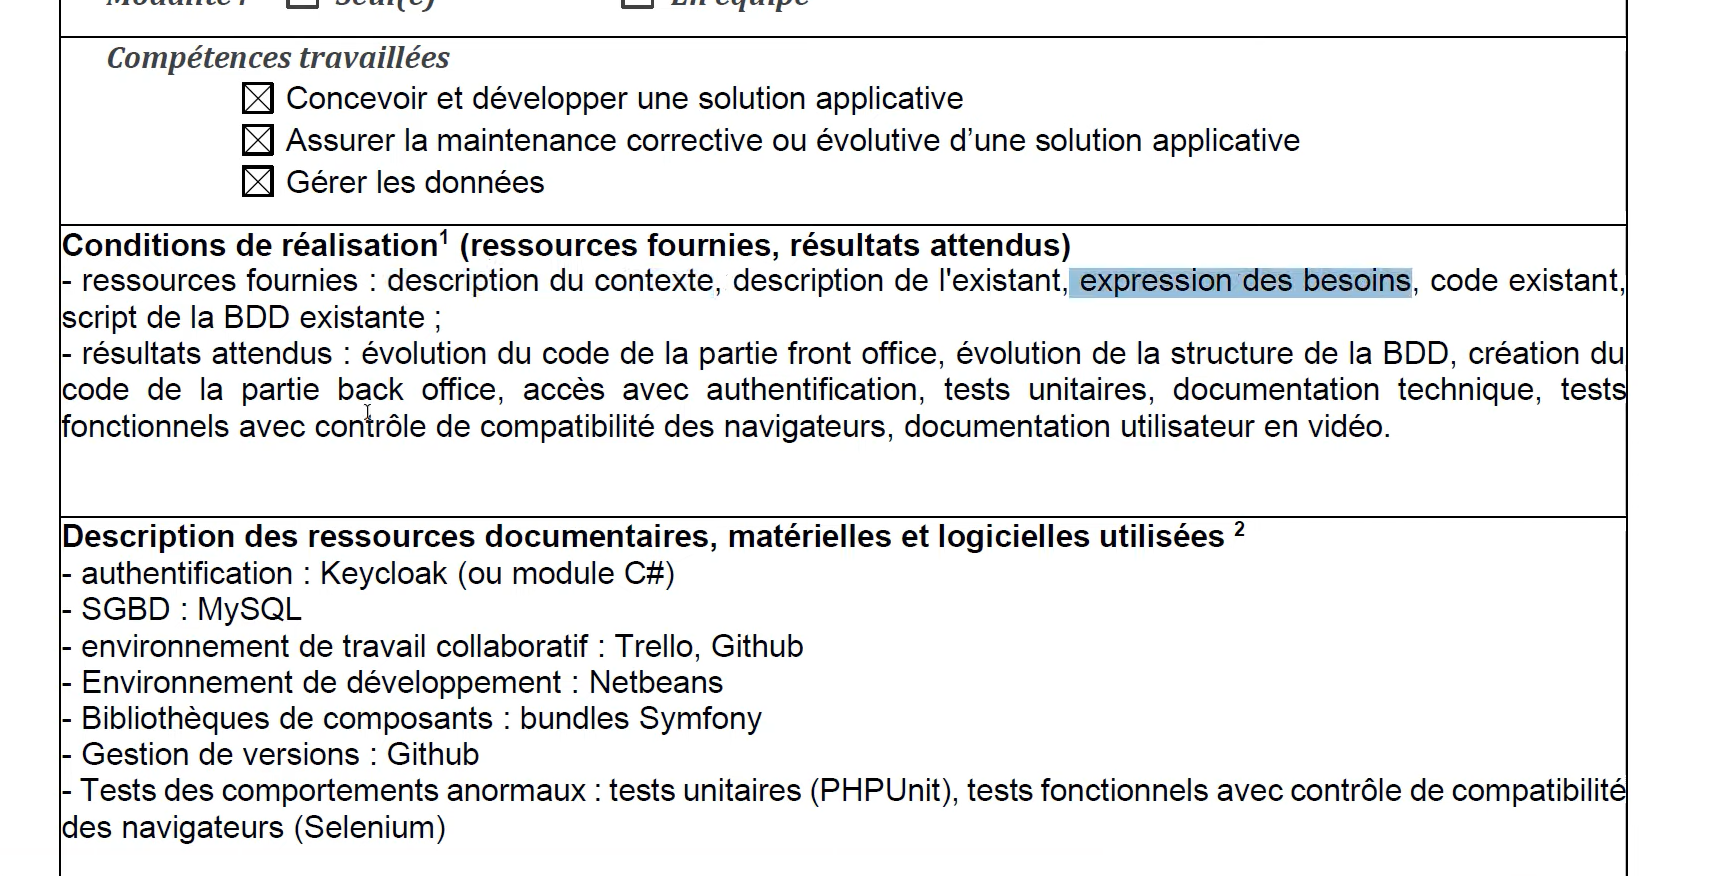 Modalité : Seul(e) En équipe
Compétences travaillées
Concevoir et développer une solution applicative
Assurer la maintenance corrective ou évolutive d’une solution applicative
Gérer les données
Conditions de réalisation1 (ressources fournies, résultats attendus)
- ressources fournies : description du contexte, description de l'existant, expression des besoins, code existant,
script de la BDD existante ;
- résultats attendus : évolution du code de la partie front office, évolution de la structure de la BDD, création du
code de la partie back office, accès avec authentification, tests unitaires, documentation technique, tests
fonctionnels avec contrôle de compatibilité des navigateurs, documentation utilisateur en vidéo.
Description des ressources documentaires, matérielles et logicielles utilisées 2
- authentification : Keycloak (ou module C#)
- SGBD : MySQL
- environnement de travail collaboratif : Trello, Github
- Environnement de développement : Netbeans
- Bibliothèques de composants : bundles Symfony
- Gestion de versions : Github
- Tests des comportements anormaux : tests unitaires (PHPUnit), tests fonctionnels avec contrôle de compatibilité
des navigateurs (Selenium)